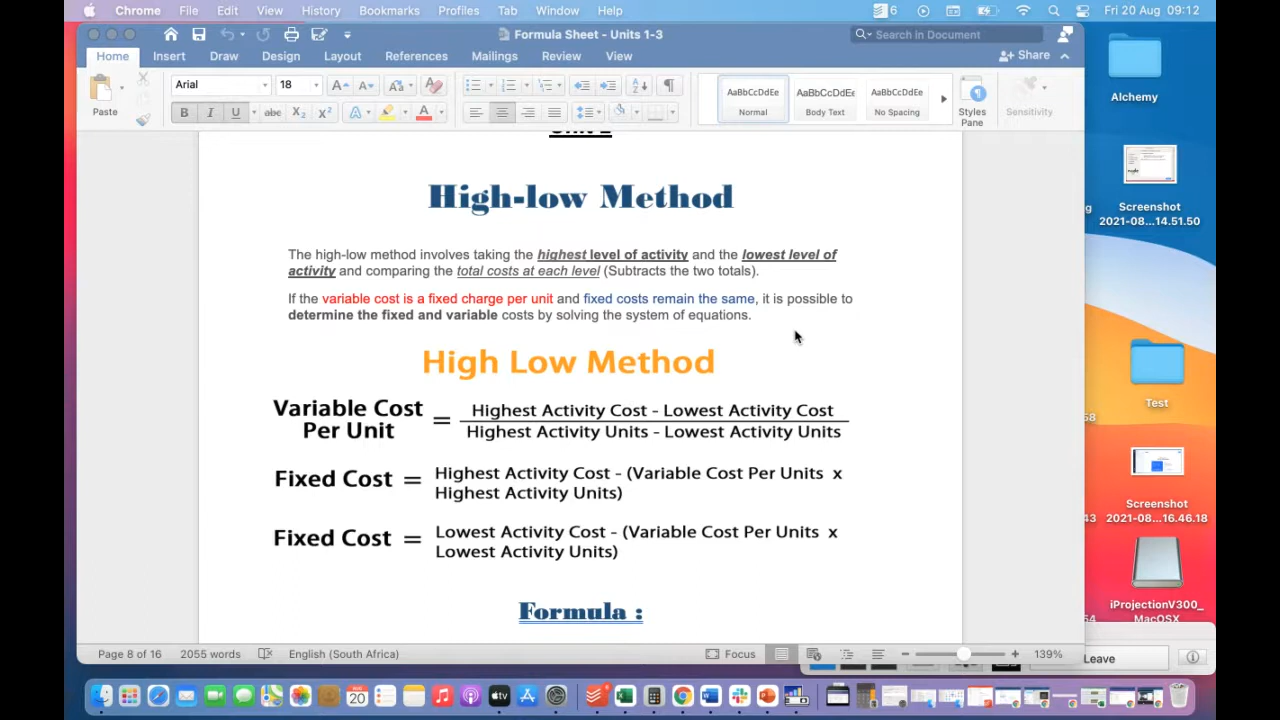 Chrome File Edit View History Bookmarks Profiles Tab Window Help 6 Fri 20 Aug 09:12
Formula Sheet - Units 1-3 Search in Document
Home Insert Draw Design Layout References Mailings Review View Share
Arial 18
AaBbCcDdEe AaBbCcDdEe AaBbCcDdEe
Paste Normal Body Text No Spacing Styles Pane Sensitivity
High-low Method
The high-low method involves taking the highest level of activity and the lowest level of
activity and comparing the total costs at each level (Subtracts the two totals).
If the variable cost is a fixed charge per unit and fixed costs remain the same, it is possible to
determine the fixed and variable costs by solving the system of equations.
High Low Method
Variable Cost Per Unit = Highest Activity Cost - Lowest Activity Cost
Highest Activity Units - Lowest Activity Units
Fixed Cost = Highest Activity Cost - (Variable Cost Per Units x
Highest Activity Units)
Fixed Cost = Lowest Activity Cost - (Variable Cost Per Units x
Lowest Activity Units)
Formula :
Page 8 of 16 2055 words English (South Africa) Focus 139%
Alchemy
Screenshot
2021-08...14.51.50
Test
Screenshot
2021-08...16.46.18
iProjectionV300_
MacOSX
Leave